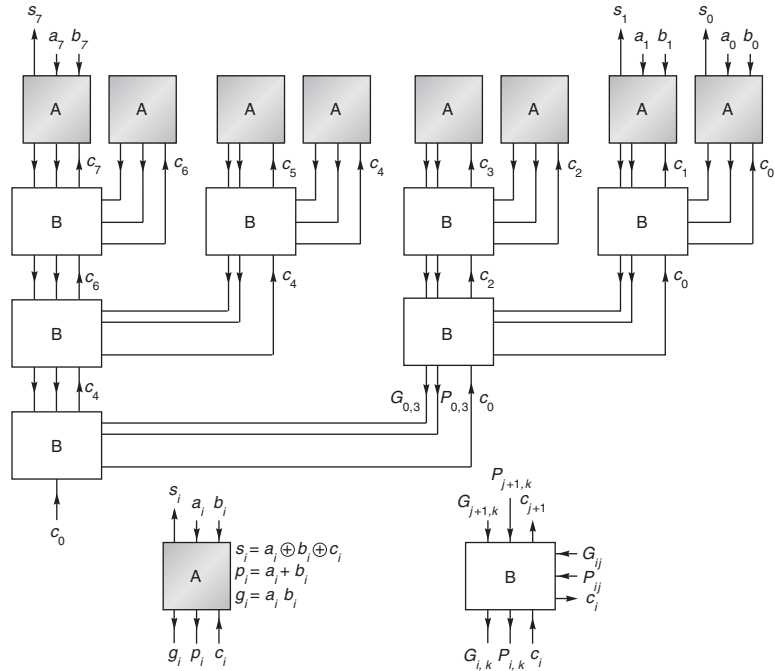 s7 s1 s0
a7 b7 a1 b1 a0 b0
A A A A A A A A
c7 c6 c5 c4 c3 c2 c1 c0
B B B B
c6 c4 c2 c0
B B
c4 G0,3 P0,3 c0
B
c0
si
ai bi
A
si = ai ⊕ bi ⊕ ci
pi = ai + bi
gi = ai bi
gi pi ci
Pj+1, k
Gj+1, k cj+1
B
Gij
Pij
ci
Gi, k Pi, k ci